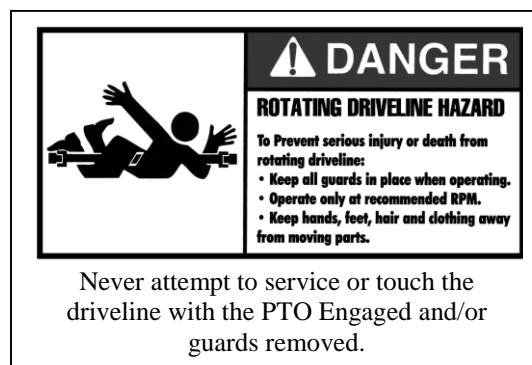 DANGER
ROTATING DRIVELINE HAZARD
To Prevent serious injury or death from
rotating driveline:
• Keep all guards in place when operating.
• Operate only at recommended RPM.
• Keep hands, feet, hair and clothing away
from moving parts.
Never attempt to service or touch the
driveline with the PTO Engaged and/or
guards removed.